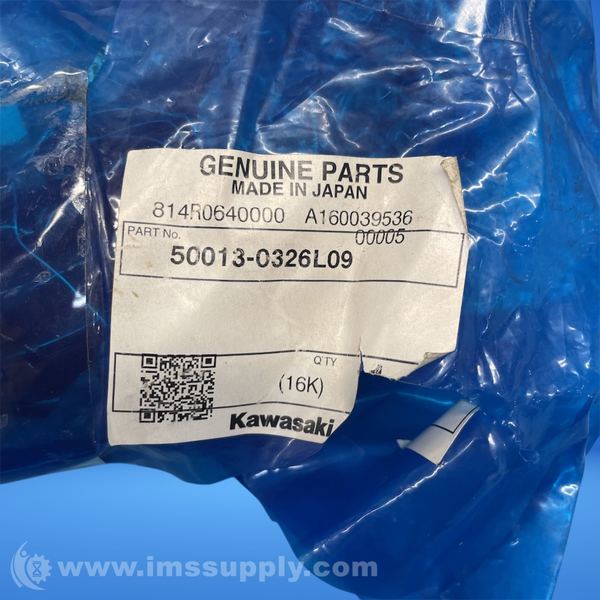 GENUINE PARTS
MADE IN JAPAN
814R0640000 A160039536
PART No. 00005
50013-0326L09
Q'TY
(16K)
Kawasaki
www.imssupply.com